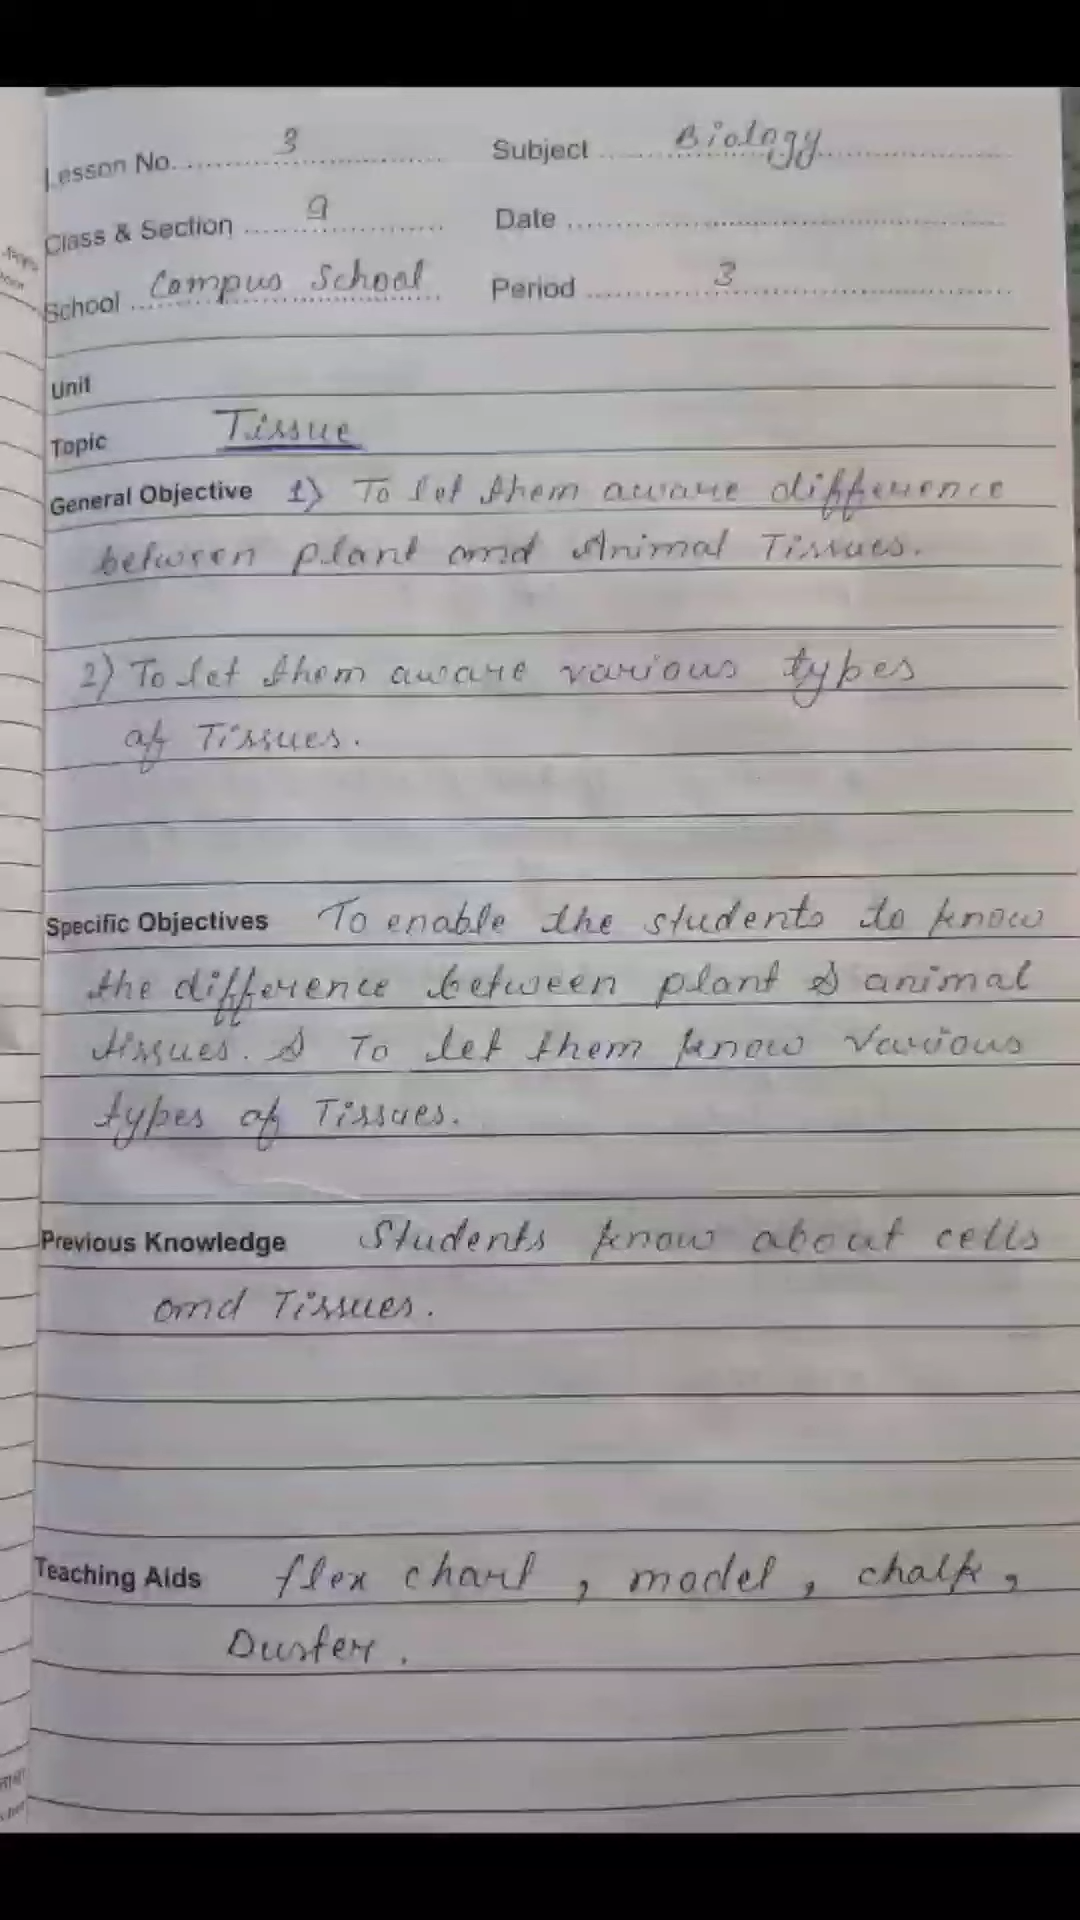 Lesson No. 3 Subject Biology
Class & Section 9 Date
School Campus School Period 3
Unit
Topic Tissue
General Objective 1) To let them aware difference
between plant and Animal Tissues.
2) To let them aware various types
of Tissues.
Specific Objectives To enable the students to know
the difference between plant & animal
tissues. & To let them know various
types of Tissues.
Previous Knowledge Students know about cells
and Tissues.
Teaching Aids flex chart, model, chalk,
Duster.